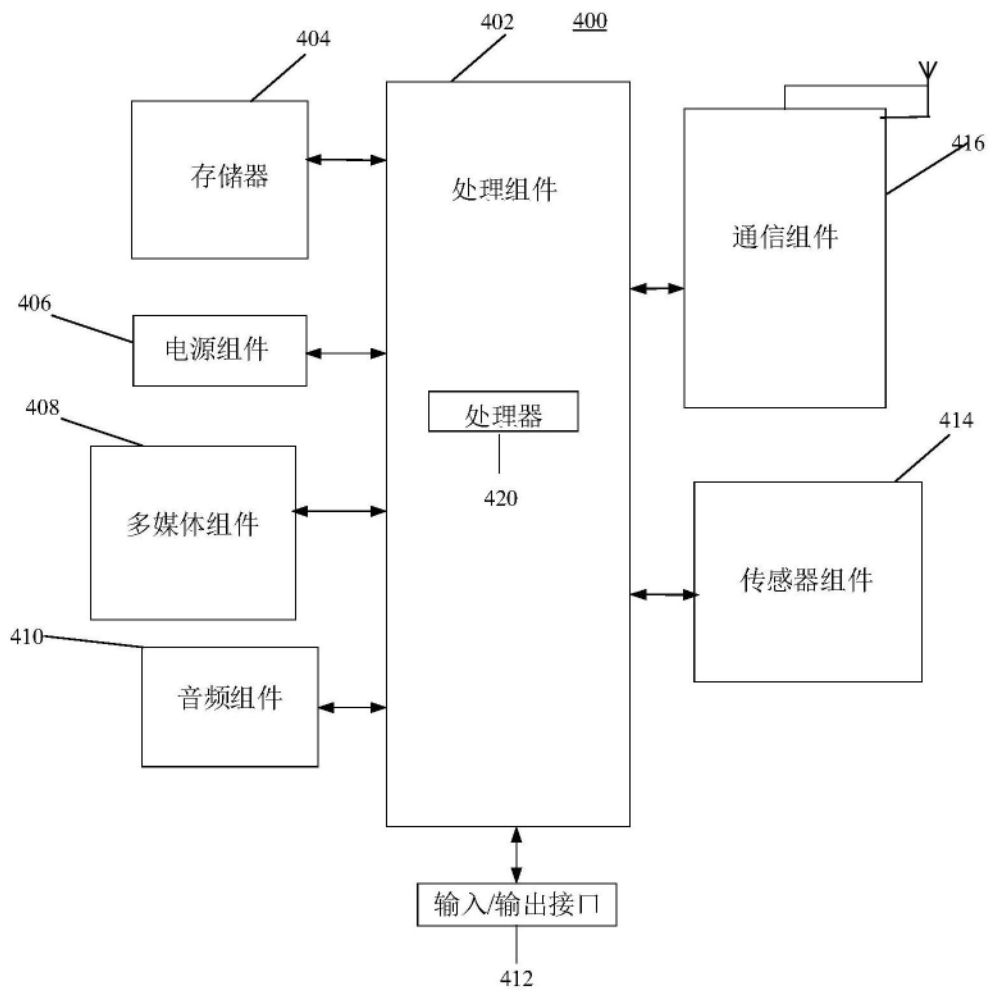 400
402
404
存储器
处理组件
416
通信组件
406
电源组件
处理器
420
408
多媒体组件
414
传感器组件
410
音频组件
输入/输出接口
412